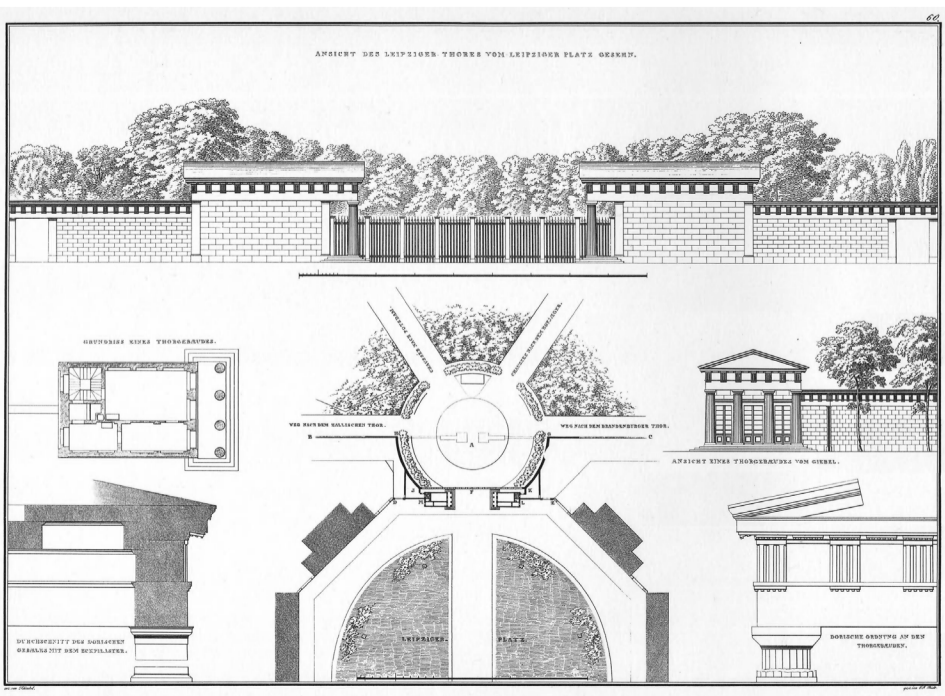 60.
ANSICHT DES LEIPZIGER THORES VOM LEIPZIGER PLATZ GESEHN.
GRUNDRISS EINES THORGEBÄUDES.
WEG NACH DEM HALLISCHEN THOR.
WEG NACH DEM BRANDENBURGER THOR.
B
A
C
ANSICHT EINES THORGEBÄUDES VOM GIEBEL.
F
LEIPZIGER
PLATZ
DURCHSCHNITT DES DORISCHEN
GEBÄLKS MIT DEM ECKPILASTER.
DORISCHE ORDNUNG AN DEN
THORGEBÄUDEN.